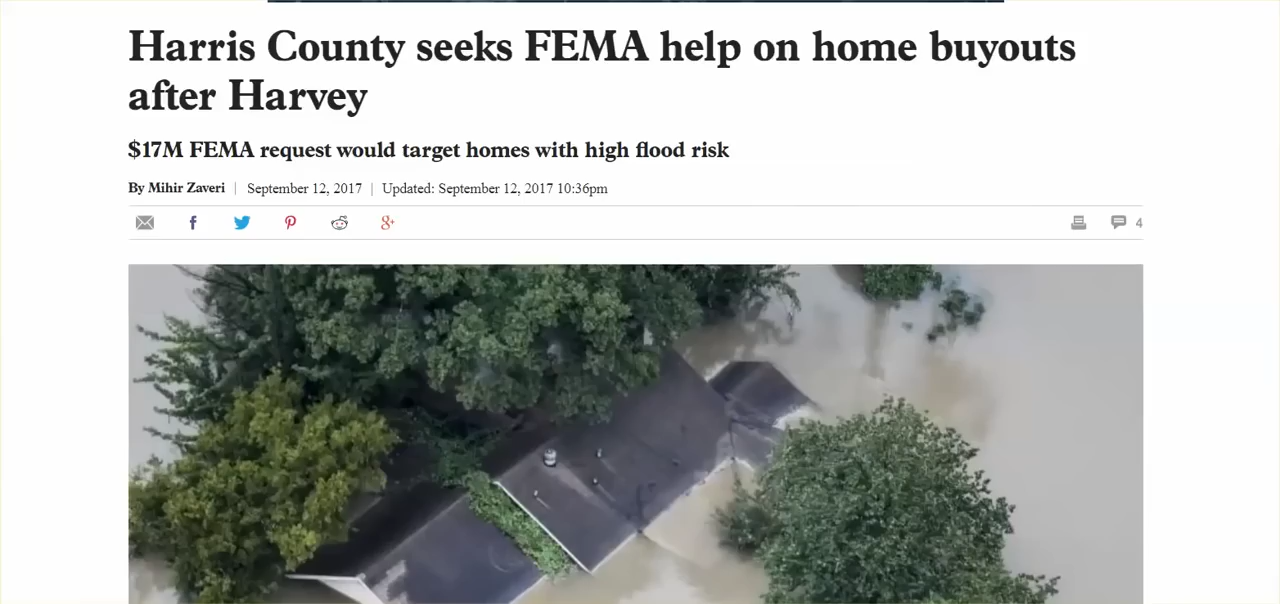 Harris County seeks FEMA help on home buyouts
after Harvey
$17M FEMA request would target homes with high flood risk
By Mihir Zaveri | September 12, 2017 | Updated: September 12, 2017 10:36pm
f 8+ 4